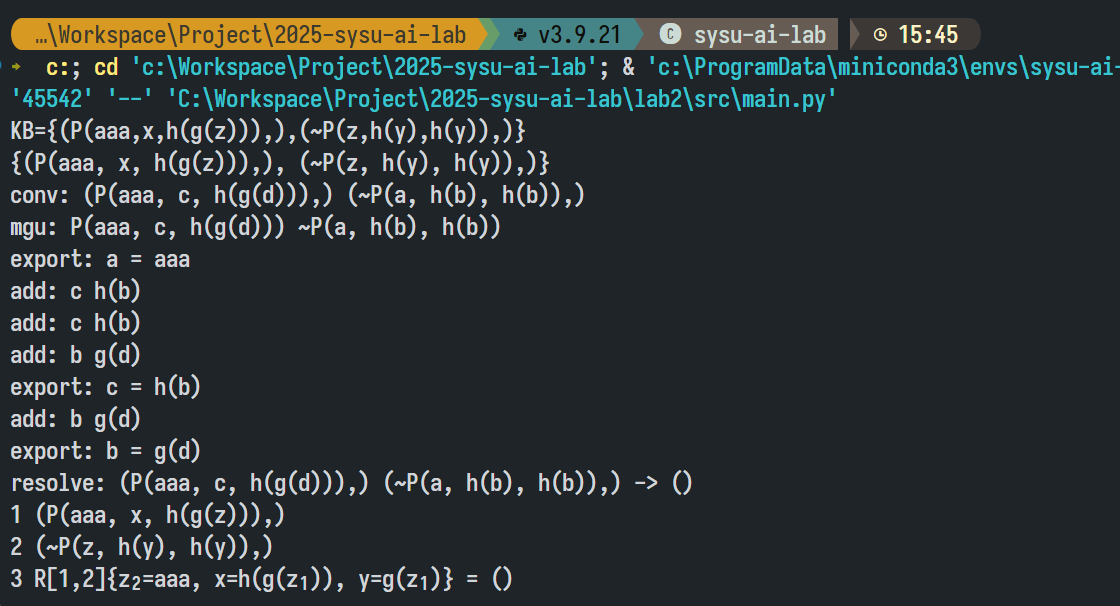 …\Workspace\Project\2025-sysu-ai-lab v3.9.21 C sysu-ai-lab 15:45
c:; cd 'c:\Workspace\Project\2025-sysu-ai-lab'; & 'c:\ProgramData\miniconda3\envs\sysu-ai-
'45542' '--' 'C:\Workspace\Project\2025-sysu-ai-lab\lab2\src\main.py'
KB={(P(aaa,x,h(g(z))),),(~P(z,h(y),h(y)),)}
{(P(aaa, x, h(g(z))),), (~P(z, h(y), h(y)),)}
conv: (P(aaa, c, h(g(d))),) (~P(a, h(b), h(b)),)
mgu: P(aaa, c, h(g(d))) ~P(a, h(b), h(b))
export: a = aaa
add: c h(b)
add: c h(b)
add: b g(d)
export: c = h(b)
add: b g(d)
export: b = g(d)
resolve: (P(aaa, c, h(g(d))),) (~P(a, h(b), h(b)),) -> ()
1 (P(aaa, x, h(g(z))),)
2 (~P(z, h(y), h(y)),)
3 R[1,2]{z₂=aaa, x=h(g(z₁)), y=g(z₁)} = ()